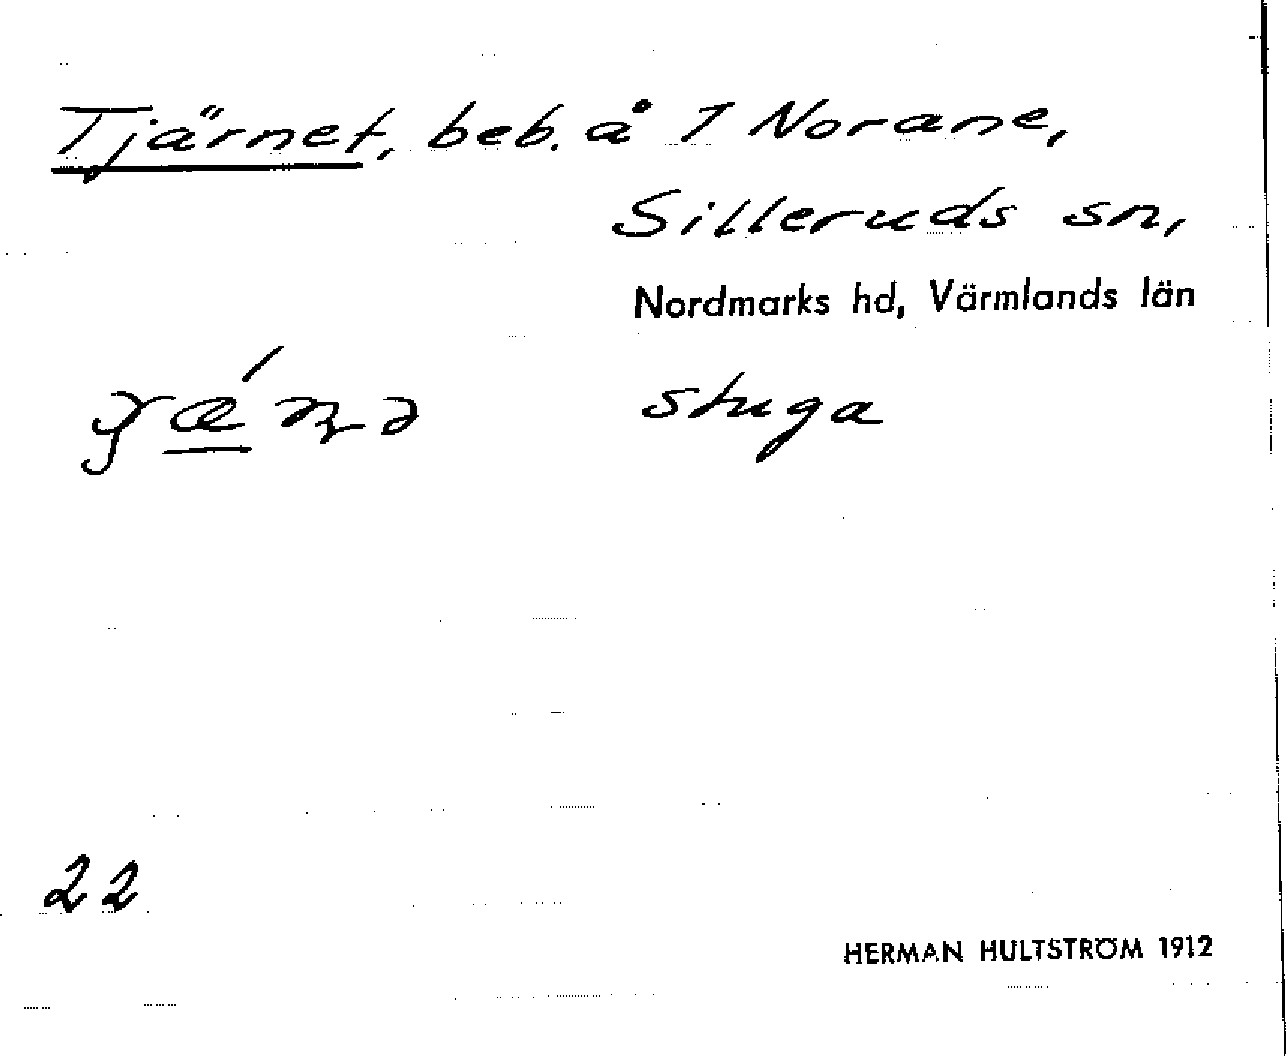 Tjärnet, beb. å 1 Norane,
Silleruds sn,
Nordmarks hd, Värmlands län
stuga
22
HERMAN HULTSTRÖM 1912